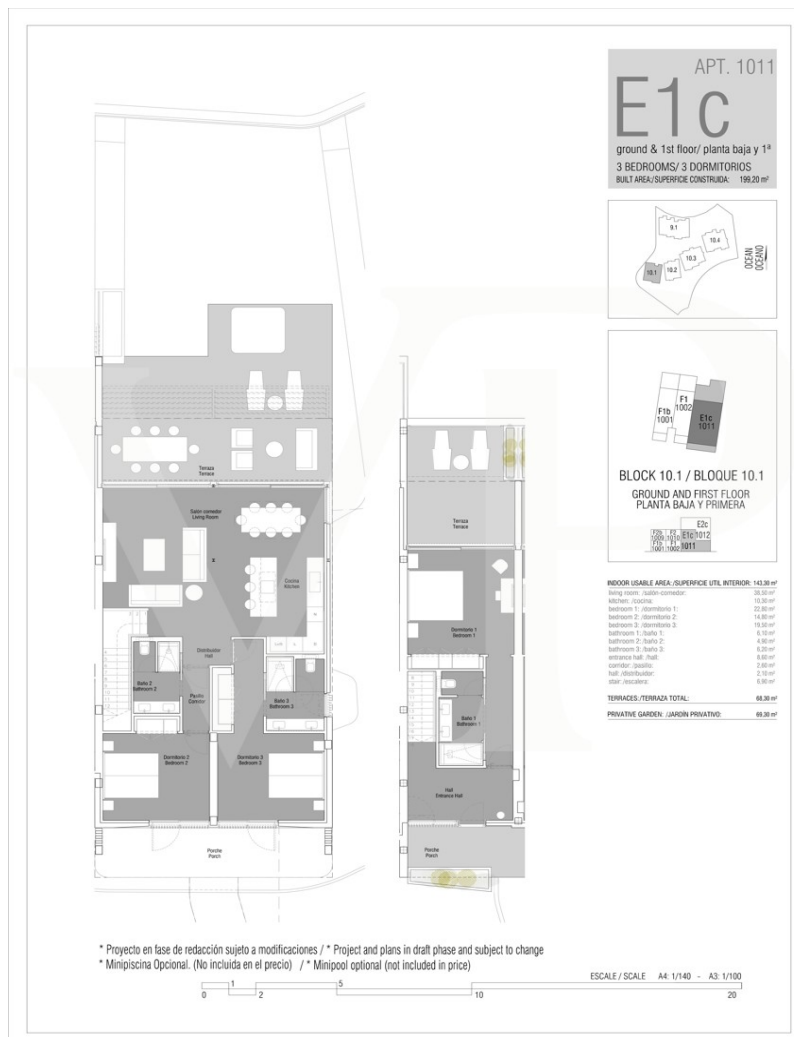 APT. 1011
E1c
ground & 1st floor/ planta baja y 1ª
3 BEDROOMS/ 3 DORMITORIOS
BUILT AREA:/SUPERFICIE CONSTRUIDA: 199,20 m²
9.1
10.4
10.3
10.2
10.1
OCEAN
OCEANO
F1b
1001
F1
1002
E1c
1011
BLOCK 10.1 / BLOQUE 10.1
GROUND AND FIRST FLOOR
PLANTA BAJA Y PRIMERA
E2c
1012
F2b
1009
F2
1010
E1c
1011
F1b
1001
F1
1002
INDOOR USABLE AREA:/SUPERFICIE UTIL INTERIOR: 143,30 m²
living room: /salón-comedor: 38,50 m²
kitchen: /cocina: 10,30 m²
bedroom 1: /dormitorio 1: 22,80 m²
bedroom 2: /dormitorio 2: 14,80 m²
bedroom 3: /dormitorio 3: 19,50 m²
bathroom 1: /baño 1: 6,10 m²
bathroom 2: /baño 2: 4,90 m²
bathroom 3: /baño 3: 6,20 m²
entrance hall: /hall: 8,60 m²
corridor: /pasillo: 2,60 m²
hall: /distribuidor: 2,10 m²
stair: /escalera: 6,90 m²
TERRACES:/TERRAZA TOTAL: 68,30 m²
PRIVATIVE GARDEN: /JARDÍN PRIVATIVO: 69,30 m²
Terraza
Terrace
Salón comedor
Living Room
Cocina
Kitchen
Distribuidor
Hall
Baño 2
Bathroom 2
Pasillo
Corridor
Baño 3
Bathroom 3
Dormitorio 2
Bedroom 2
Dormitorio 3
Bedroom 3
Porche
Porch
Terraza
Terrace
Dormitorio 1
Bedroom 1
Baño 1
Bathroom 1
Hall
Entrance Hall
Porche
Porch
* Proyecto en fase de redacción sujeto a modificaciones / * Project and plans in draft phase and subject to change
* Minipiscina Opcional. (No incluida en el precio) / * Minipool optional (not included in price)
ESCALE / SCALE A4: 1/140 - A3: 1/100
0 1 2 5 10 20